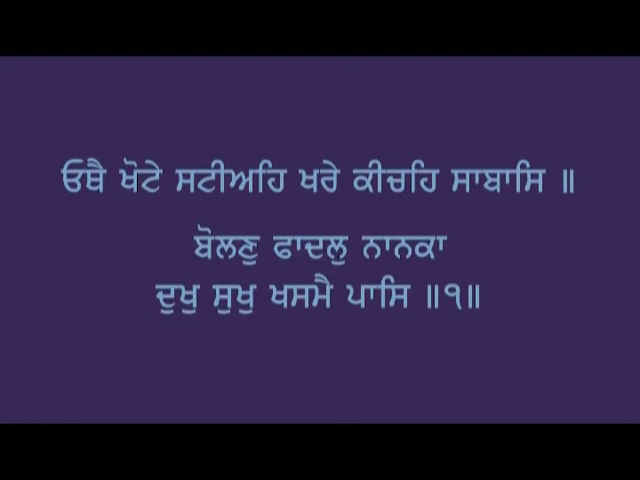 ਓਥੈ ਖੋਟੇ ਸਟੀਅਹਿ ਖਰੇ ਕੀਚਹਿ ਸਾਬਾਸਿ ॥
ਬੋਲਣੁ ਫਾਦਲੁ ਨਾਨਕਾ
ਦੁਖੁ ਸੁਖੁ ਖਸਮੈ ਪਾਸਿ ॥੧॥